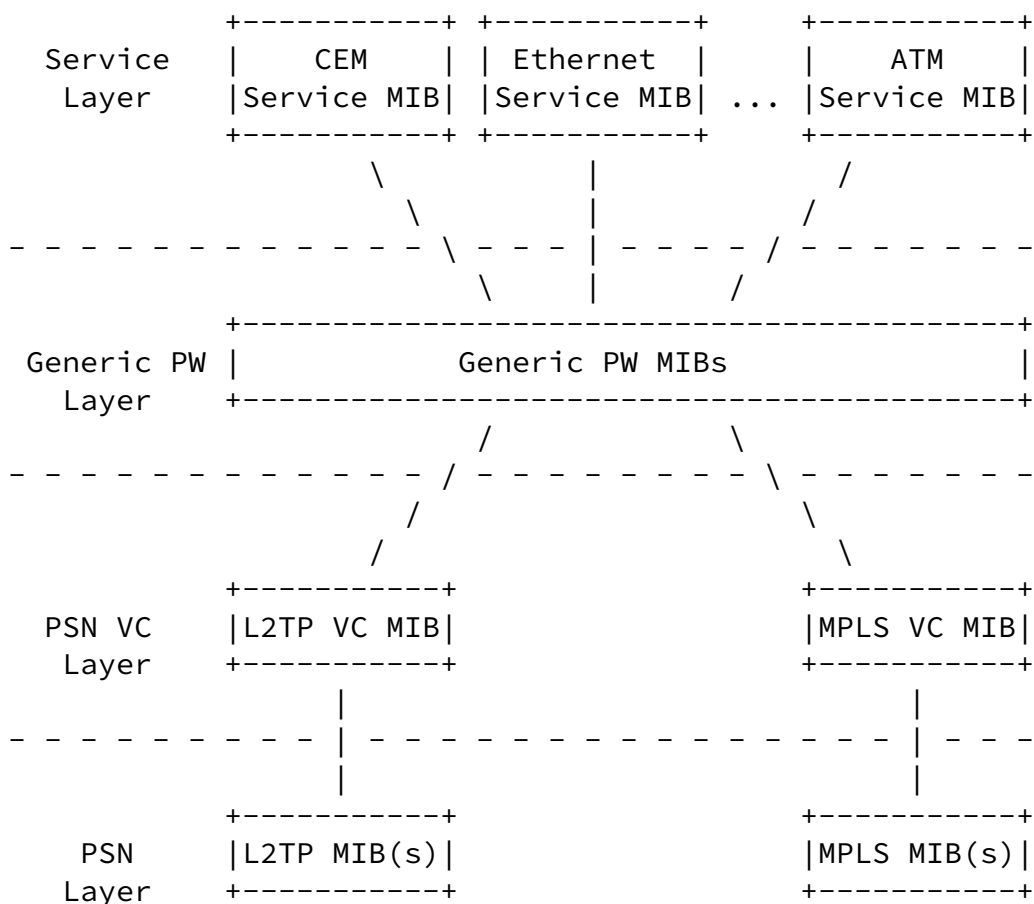 Service CEM Ethernet ATM
Layer Service MIB Service MIB ... Service MIB
Generic PW Generic PW MIBs
Layer
PSN VC L2TP VC MIB MPLS VC MIB
Layer
PSN L2TP MIB(s) MPLS MIB(s)
Layer